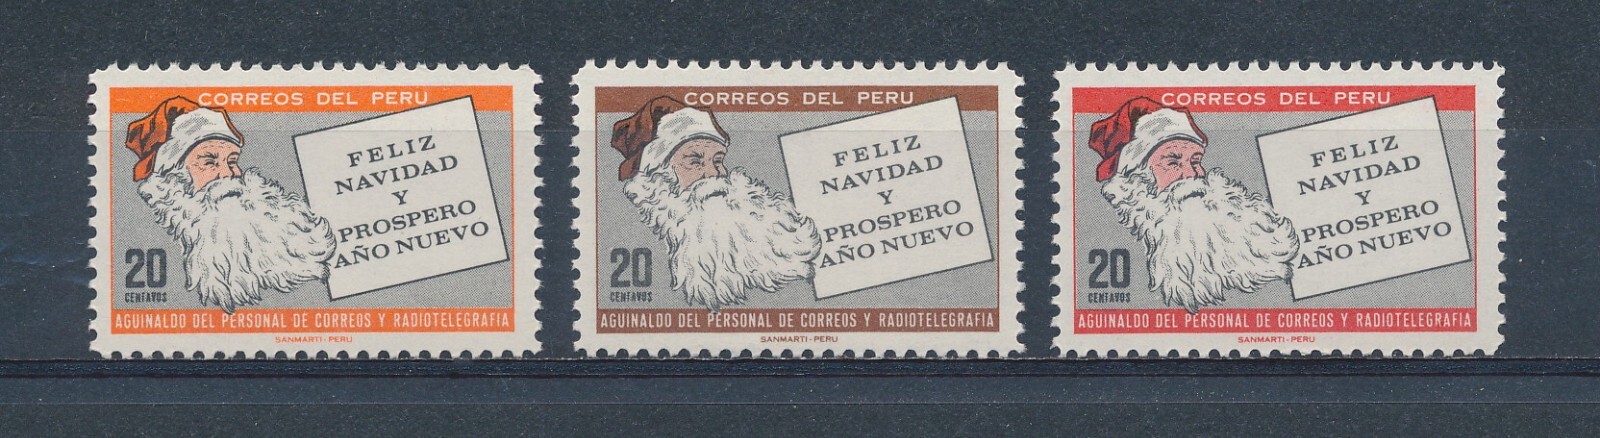 CORREOS DEL PERU
FELIZ
NAVIDAD
Y
PROSPERO
AÑO NUEVO
20
CENTAVOS
AGUINALDO DEL PERSONAL DE CORREOS Y RADIOTELEGRAFIA
SANMARTI - PERU
CORREOS DEL PERU
FELIZ
NAVIDAD
Y
PROSPERO
AÑO NUEVO
20
CENTAVOS
AGUINALDO DEL PERSONAL DE CORREOS Y RADIOTELEGRAFIA
SANMARTI - PERU
CORREOS DEL PERU
FELIZ
NAVIDAD
Y
PROSPERO
AÑO NUEVO
20
CENTAVOS
AGUINALDO DEL PERSONAL DE CORREOS Y RADIOTELEGRAFIA
SANMARTI - PERU